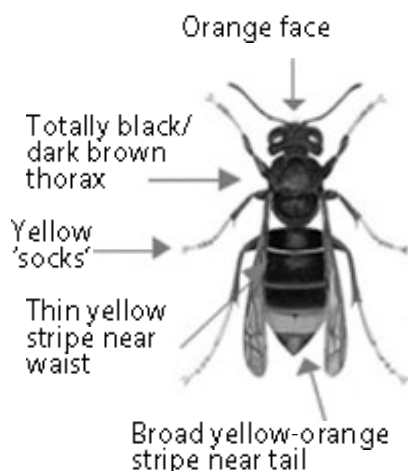 Orange face
Totally black/
dark brown
thorax
Yellow
'socks'
Thin yellow
stripe near
waist
Broad yellow-orange
stripe near tail